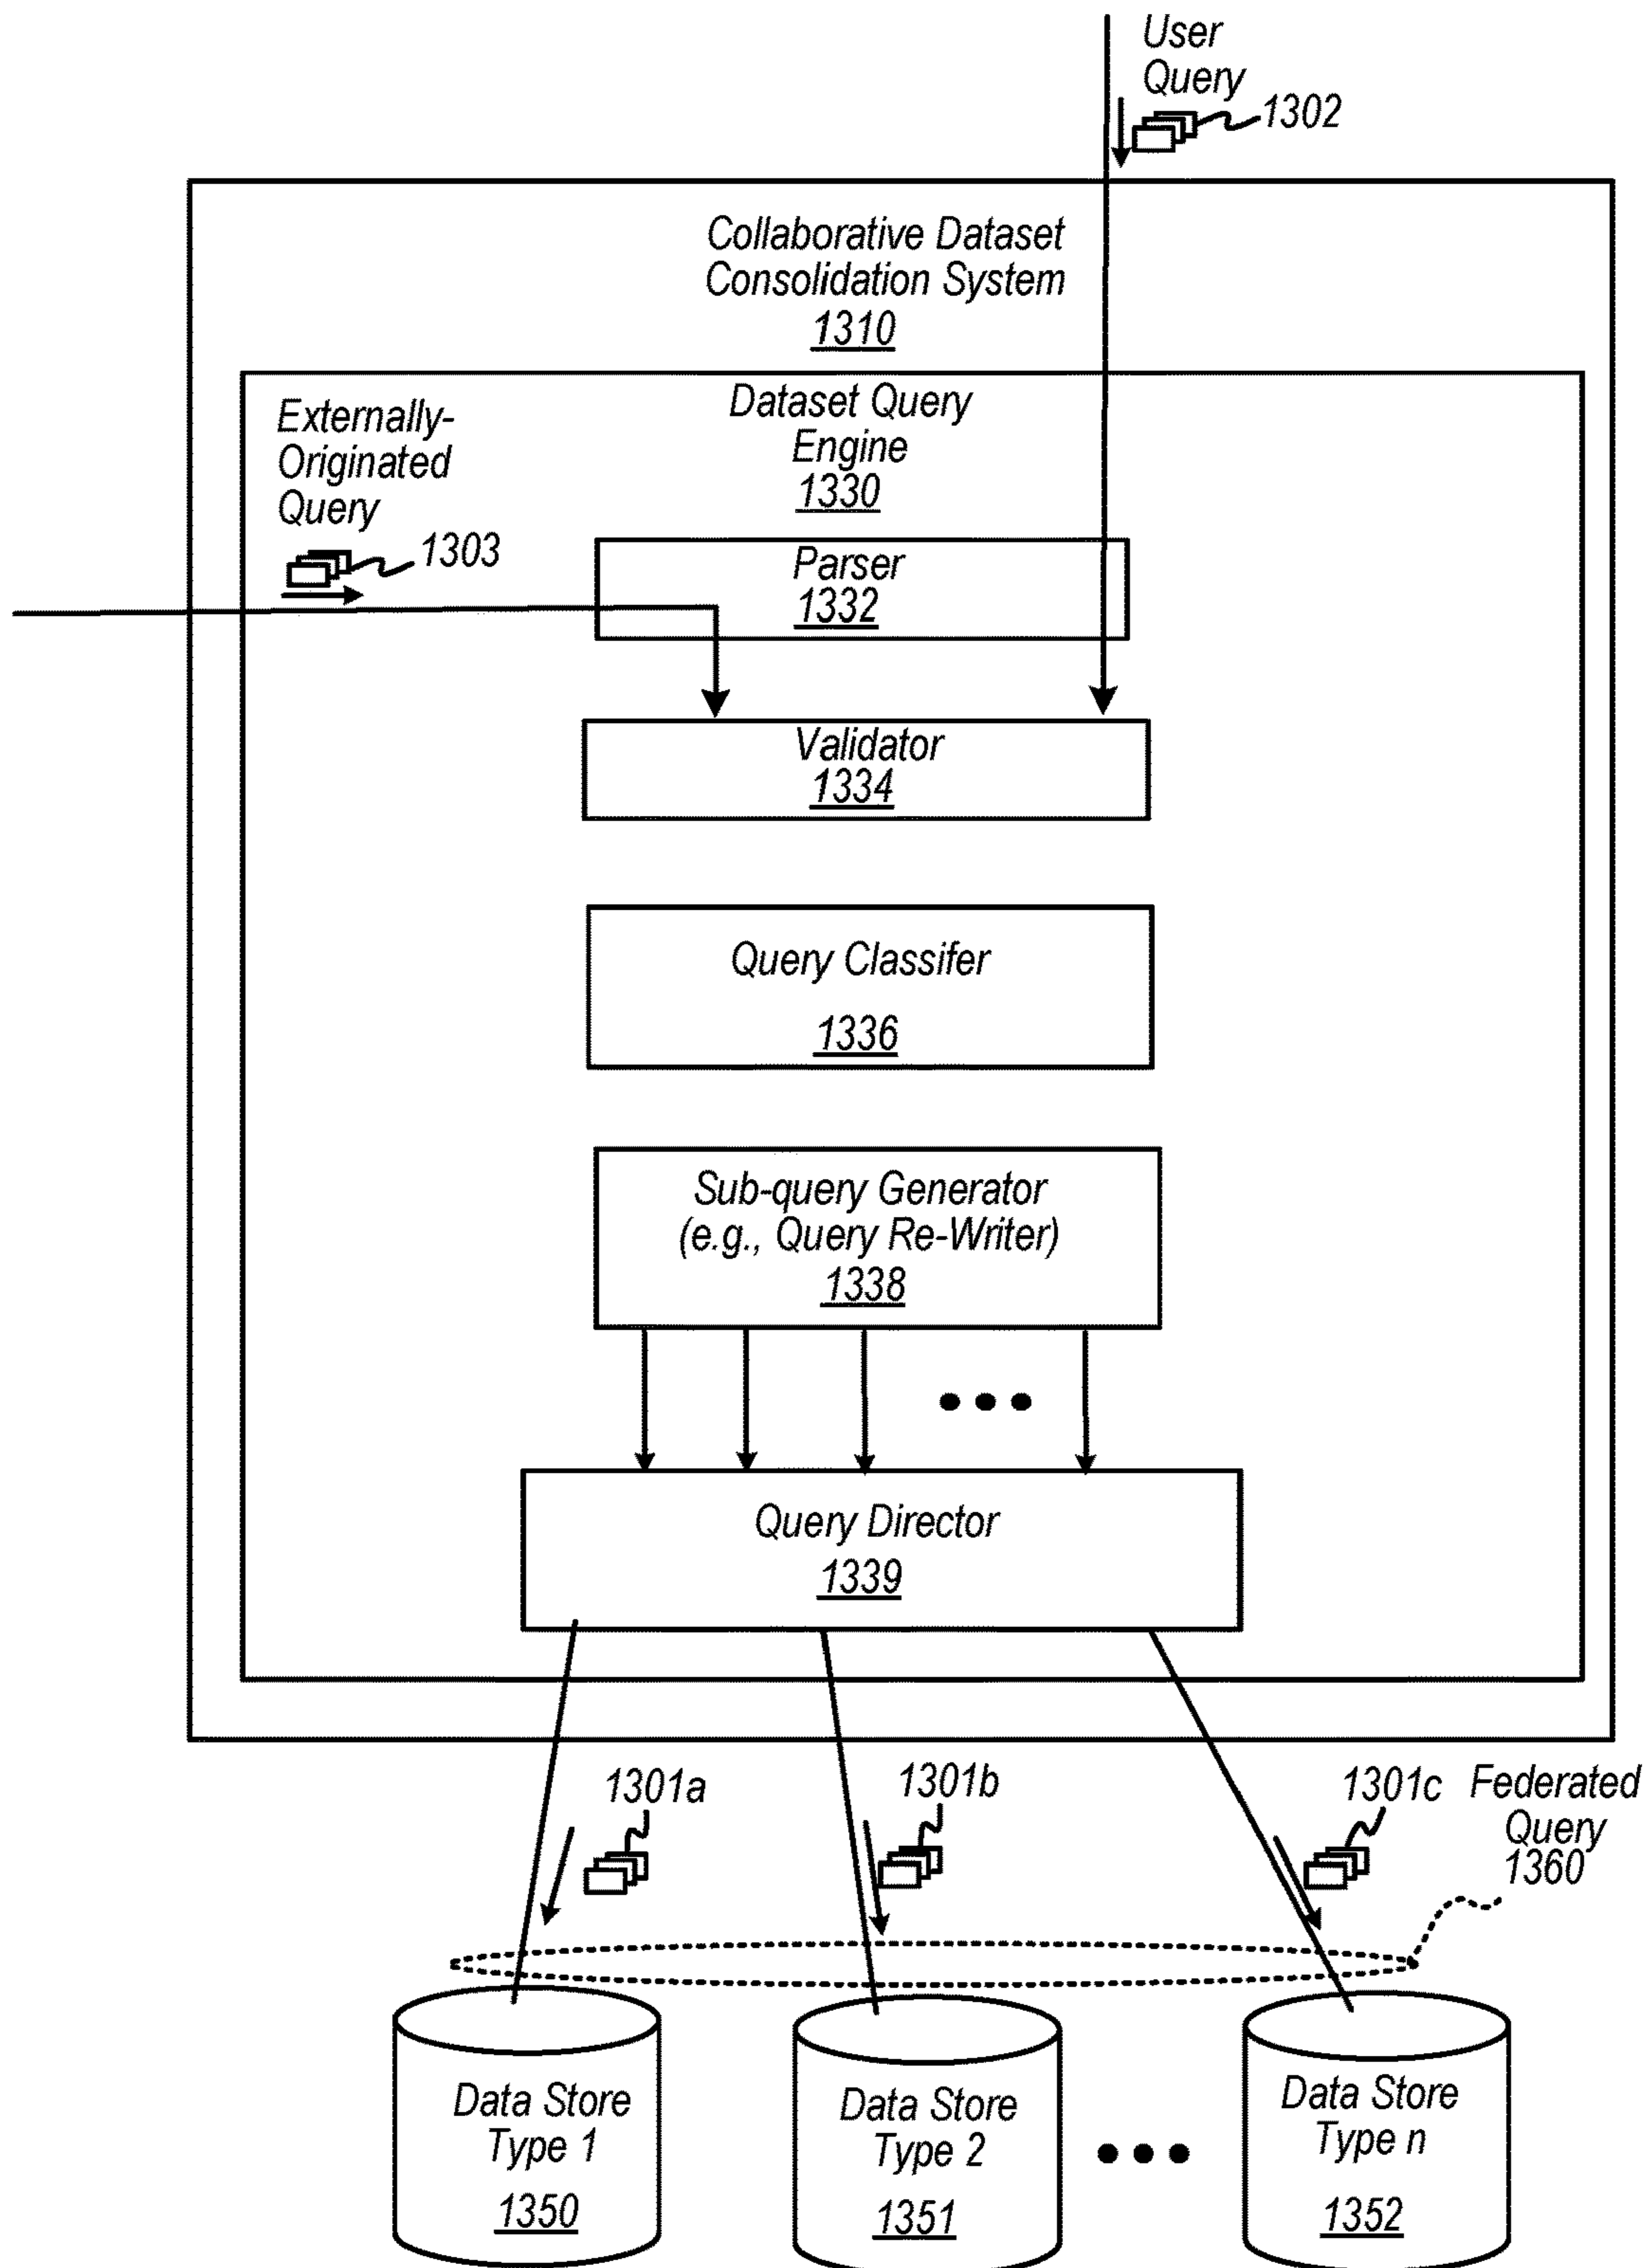 User
Query
1302
Collaborative Dataset
Consolidation System
1310
Dataset Query
Engine
1330
Externally-
Originated
Query
1303
Parser
1332
Validator
1334
Query Classifer
1336
Sub-query Generator
(e.g., Query Re-Writer)
1338
Query Director
1339
1301a
1301b
1301c
Federated
Query
1360
Data Store
Type 1
1350
Data Store
Type 2
1351
Data Store
Type n
1352